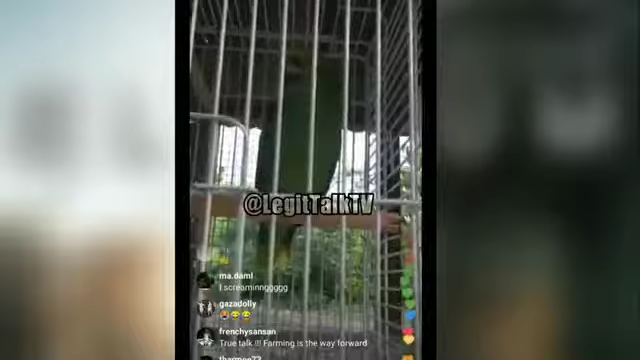 @LegitTalkTV
ma.daml
I screaminnggggg
gazadolly
frenchysansan
True talk !!! Farming is the way forward